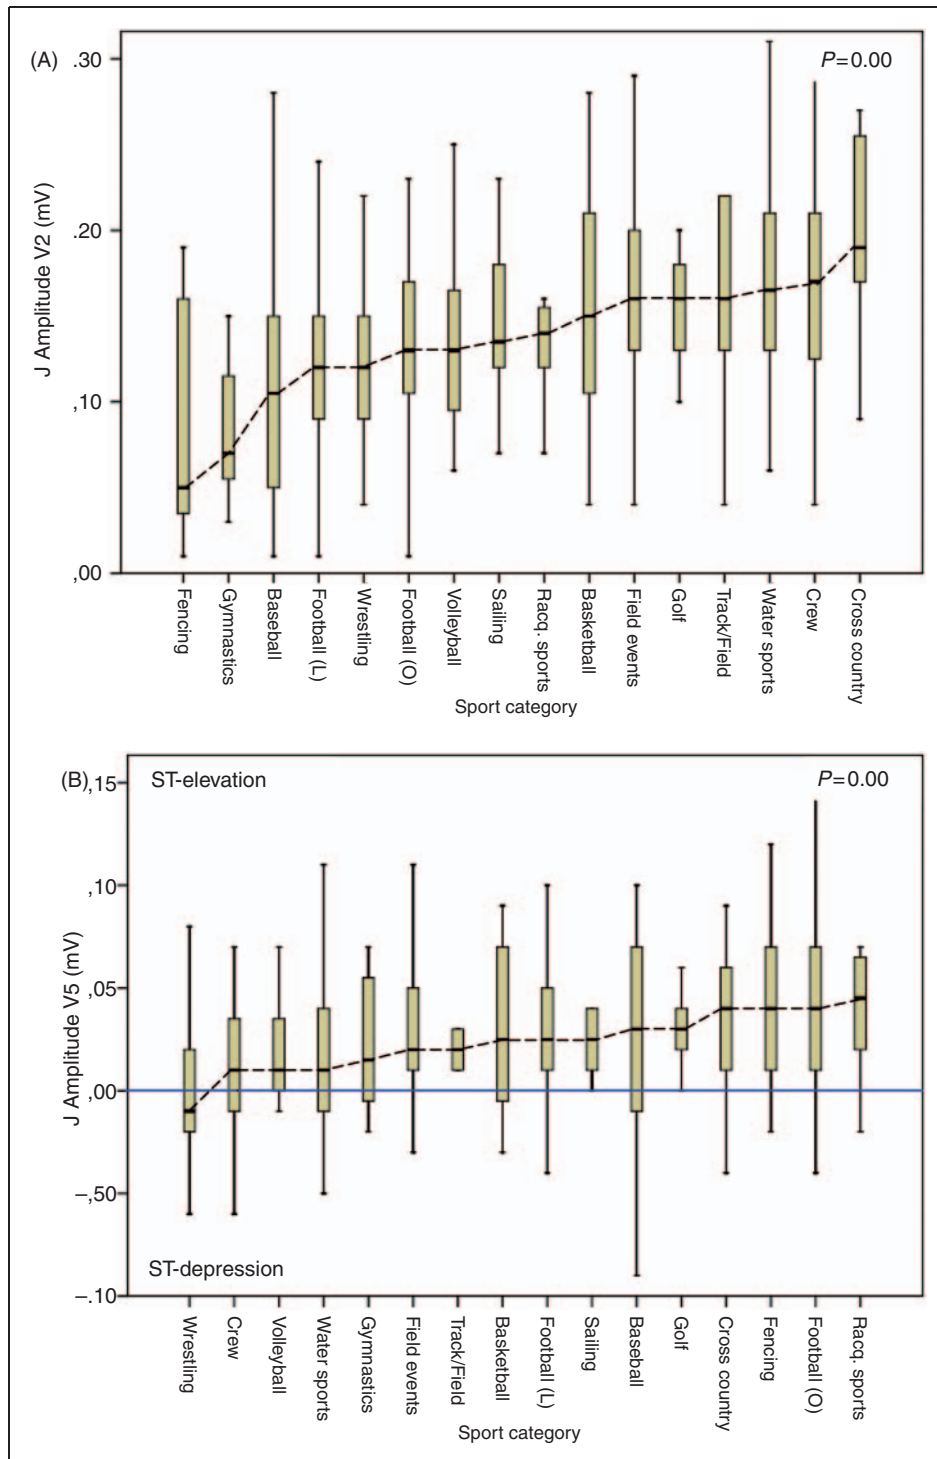 (A)
P=0.00
J Amplitude V2 (mV)
.30
.20
,10
,00
Fencing
Gymnastics
Baseball
Football (L)
Wrestling
Football (O)
Volleyball
Sailing
Racq. sports
Basketball
Field events
Golf
Track/Field
Water sports
Crew
Cross country
Sport category
(B)
ST-elevation
P=0.00
J Amplitude V5 (mV)
,15
,10
,05
,00
–,50
–.10
ST-depression
Wrestling
Crew
Volleyball
Water sports
Gymnastics
Field events
Track/Field
Basketball
Football (L)
Sailing
Baseball
Golf
Cross country
Fencing
Football (O)
Racq. sports
Sport category